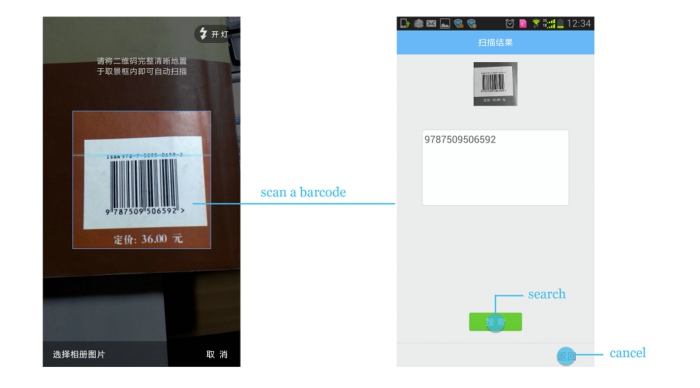 开灯
请将二维码完整清晰地置
于取景框内即可自动扫描
ISBN 978-7-5095-0659-2
9 787509 506592 >
定价: 36.00 元
选择相册图片
取 消
scan a barcode
12:34
扫描结果
9787509506592
search
搜索
返回
cancel